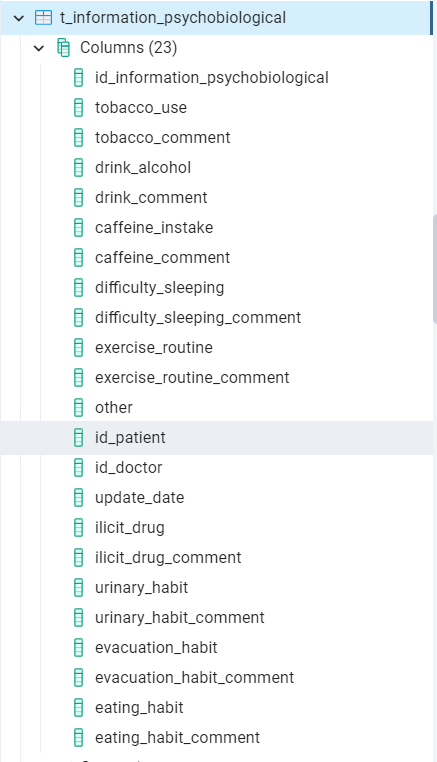 t_information_psychobiological
Columns (23)
id_information_psychobiological
tobacco_use
tobacco_comment
drink_alcohol
drink_comment
caffeine_instake
caffeine_comment
difficulty_sleeping
difficulty_sleeping_comment
exercise_routine
exercise_routine_comment
other
id_patient
id_doctor
update_date
ilicit_drug
ilicit_drug_comment
urinary_habit
urinary_habit_comment
evacuation_habit
evacuation_habit_comment
eating_habit
eating_habit_comment